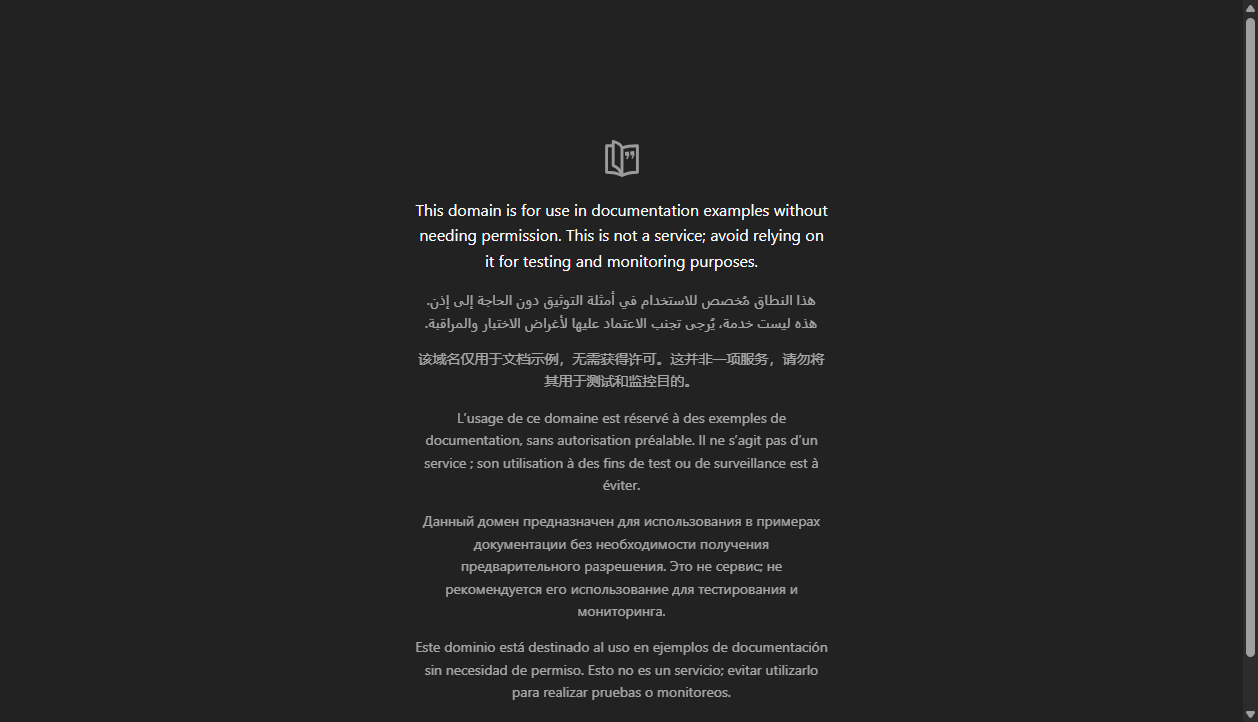 This domain is for use in documentation examples without
needing permission. This is not a service; avoid relying on
it for testing and monitoring purposes.
هذا النطاق مُخصص للاستخدام في أمثلة التوثيق دون الحاجة إلى إذن.
هذه ليست خدمة، يُرجى تجنب الاعتماد عليها لأغراض الاختبار والمراقبة.
该域名仅用于文档示例，无需获得许可。这并非一项服务，请勿将
其用于测试和监控目的。
L’usage de ce domaine est réservé à des exemples de
documentation, sans autorisation préalable. Il ne s’agit pas d’un
service ; son utilisation à des fins de test ou de surveillance est à
éviter.
Данный домен предназначен для использования в примерах
документации без необходимости получения
предварительного разрешения. Это не сервис; не
рекомендуется его использование для тестирования и
мониторинга.
Este dominio está destinado al uso en ejemplos de documentación
sin necesidad de permiso. Esto no es un servicio; evitar utilizarlo
para realizar pruebas o monitoreos.